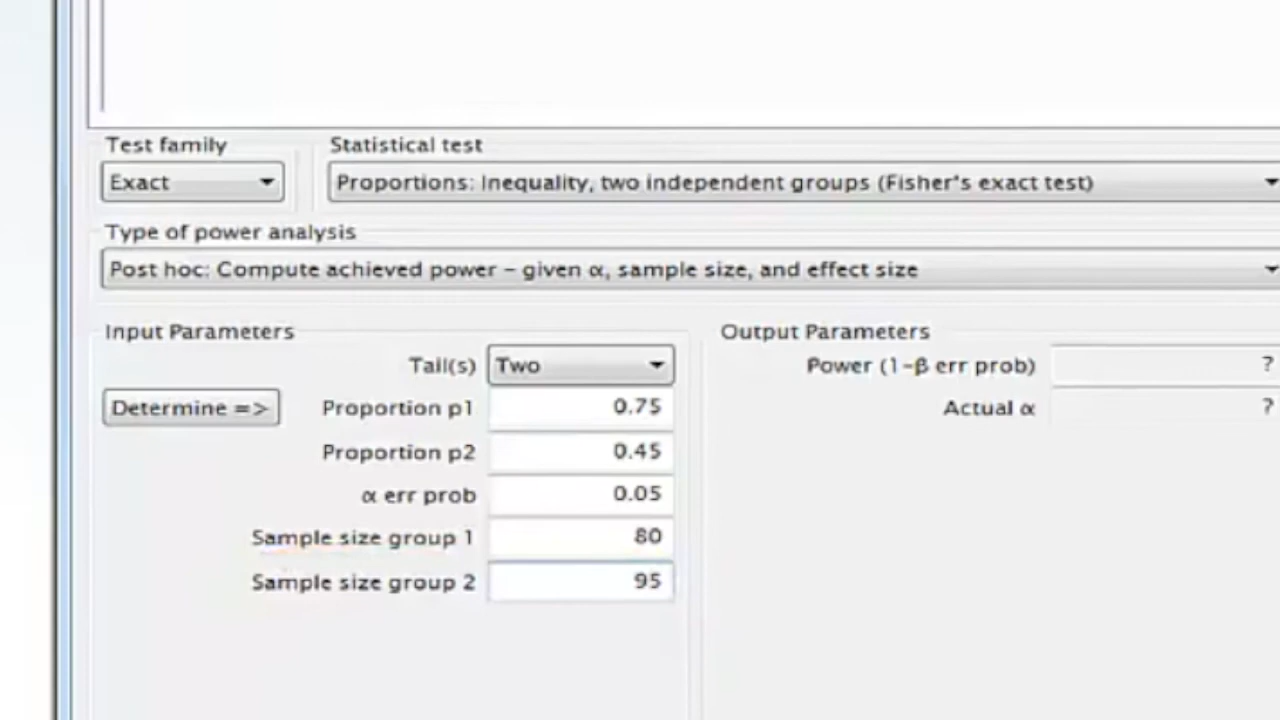 Test family
Statistical test
Exact
Proportions: Inequality, two independent groups (Fisher's exact test)
Type of power analysis
Post hoc: Compute achieved power – given α, sample size, and effect size
Input Parameters
Output Parameters
Tail(s) Two
Power (1-β err prob) ?
Determine => Proportion p1 0.75
Actual α ?
Proportion p2 0.45
α err prob 0.05
Sample size group 1 80
Sample size group 2 95